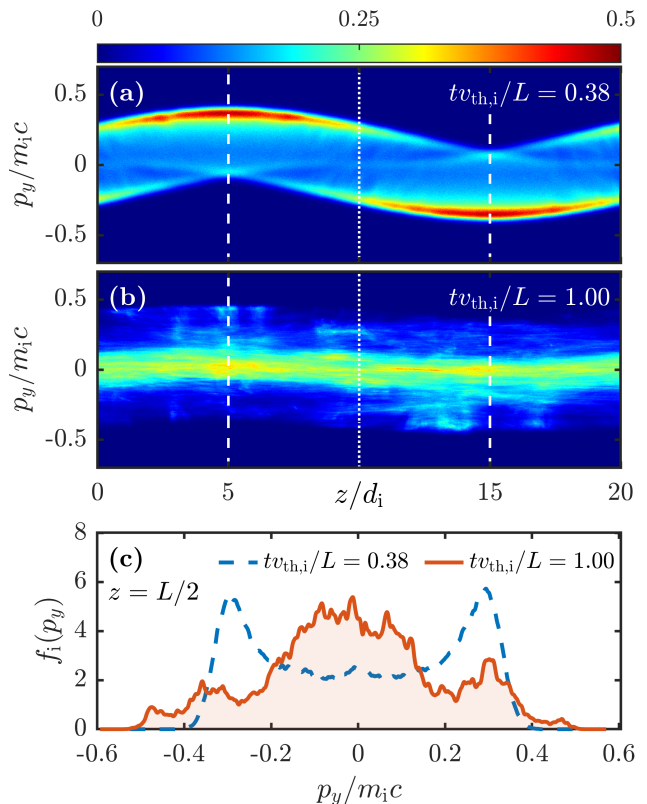 0 0.25 0.5
(a) tv_th,i/L = 0.38
0.5
0
-0.5
p_y/m_ic
(b) tv_th,i/L = 1.00
0.5
0
-0.5
p_y/m_ic
0 5 z/d_i 15 20
(c) tv_th,i/L = 0.38 tv_th,i/L = 1.00
z = L/2
8
6
4
2
0
f_i(p_y)
-0.6 -0.4 -0.2 0 0.2 0.4 0.6
p_y/m_ic